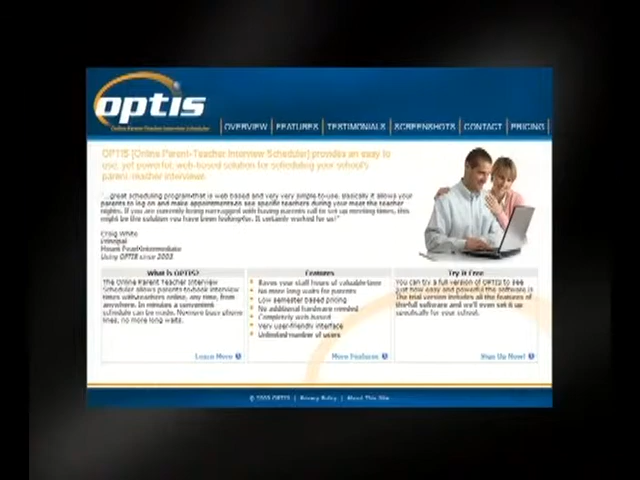 optis
Online Parent-Teacher Interview Scheduler
OVERVIEW | FEATURES | TESTIMONIALS | SCREENSHOTS | CONTACT | PRICING
OPTIS [Online Parent-Teacher Interview Scheduler] provides an easy to
use, yet powerful, web-based solution for scheduling your school's
parent-teacher interviews.
"...great scheduling program that is web based and very very simple to use. Basically it allows your
parents to log on and make appointments to see specific teachers during your meet the teacher
nights. If you are currently being run ragged with having parents call to set up meeting times, this
might be the solution you have been looking for. It certainly worked for us!"
Craig White
Principal
Mount Pearl Intermediate
Using OPTIS since 2003
What is OPTIS?
The Online Parent Teacher Interview
Scheduler allows parents to book interview
times with teachers online, any time, from
anywhere. In minutes a convenient
schedule can be made. No more busy phone
lines, no more long waits.
Learn More
Features
Saves your staff hours of valuable time
No more long waits for parents
Low semester based pricing
No additional hardware needed
Completely web based
Very user-friendly interface
Unlimited number of users
More Features
Try it Free
You can try a full version of OPTIS to see
just how easy and powerful the software is.
The trial version includes all the features of
the full software and we'll even set it up
specifically for your school.
Sign Up Now!
© 2009 OPTIS | Privacy Policy | About This Site